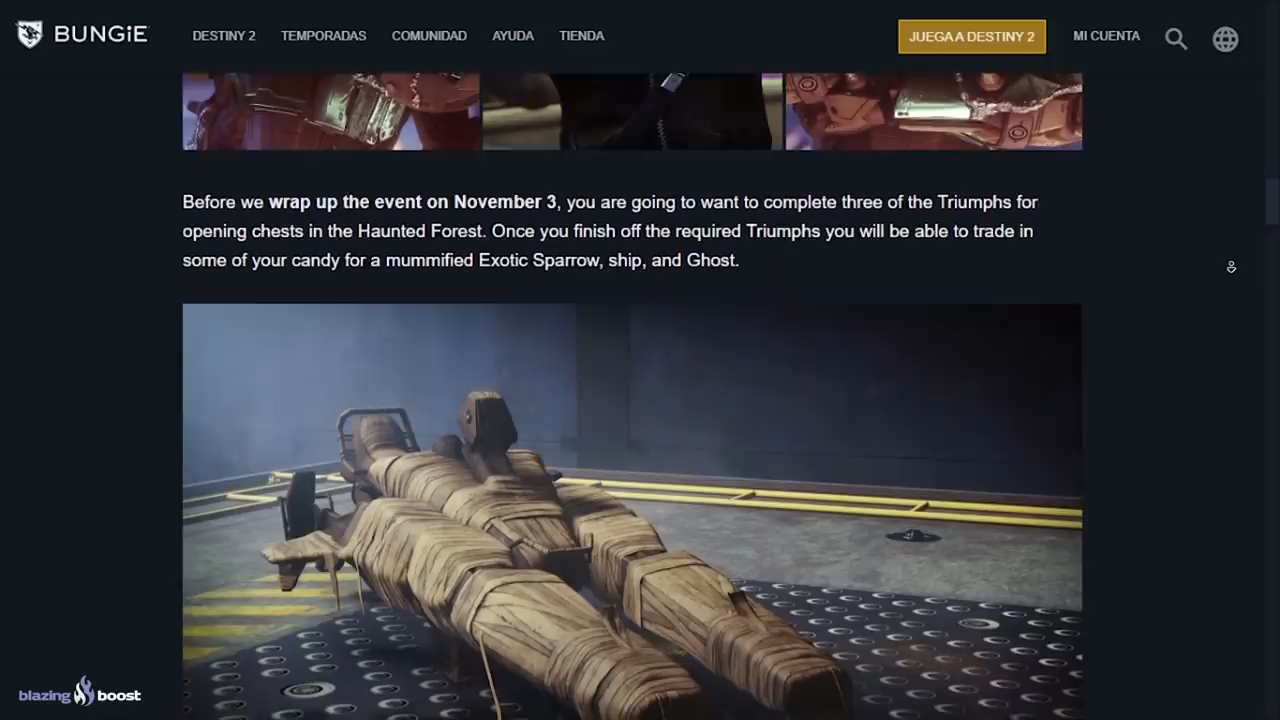 BUNGiE
DESTINY 2 TEMPORADAS COMUNIDAD AYUDA TIENDA JUEGA A DESTINY 2 MI CUENTA
Before we wrap up the event on November 3, you are going to want to complete three of the Triumphs for
opening chests in the Haunted Forest. Once you finish off the required Triumphs you will be able to trade in
some of your candy for a mummified Exotic Sparrow, ship, and Ghost.
blazing boost